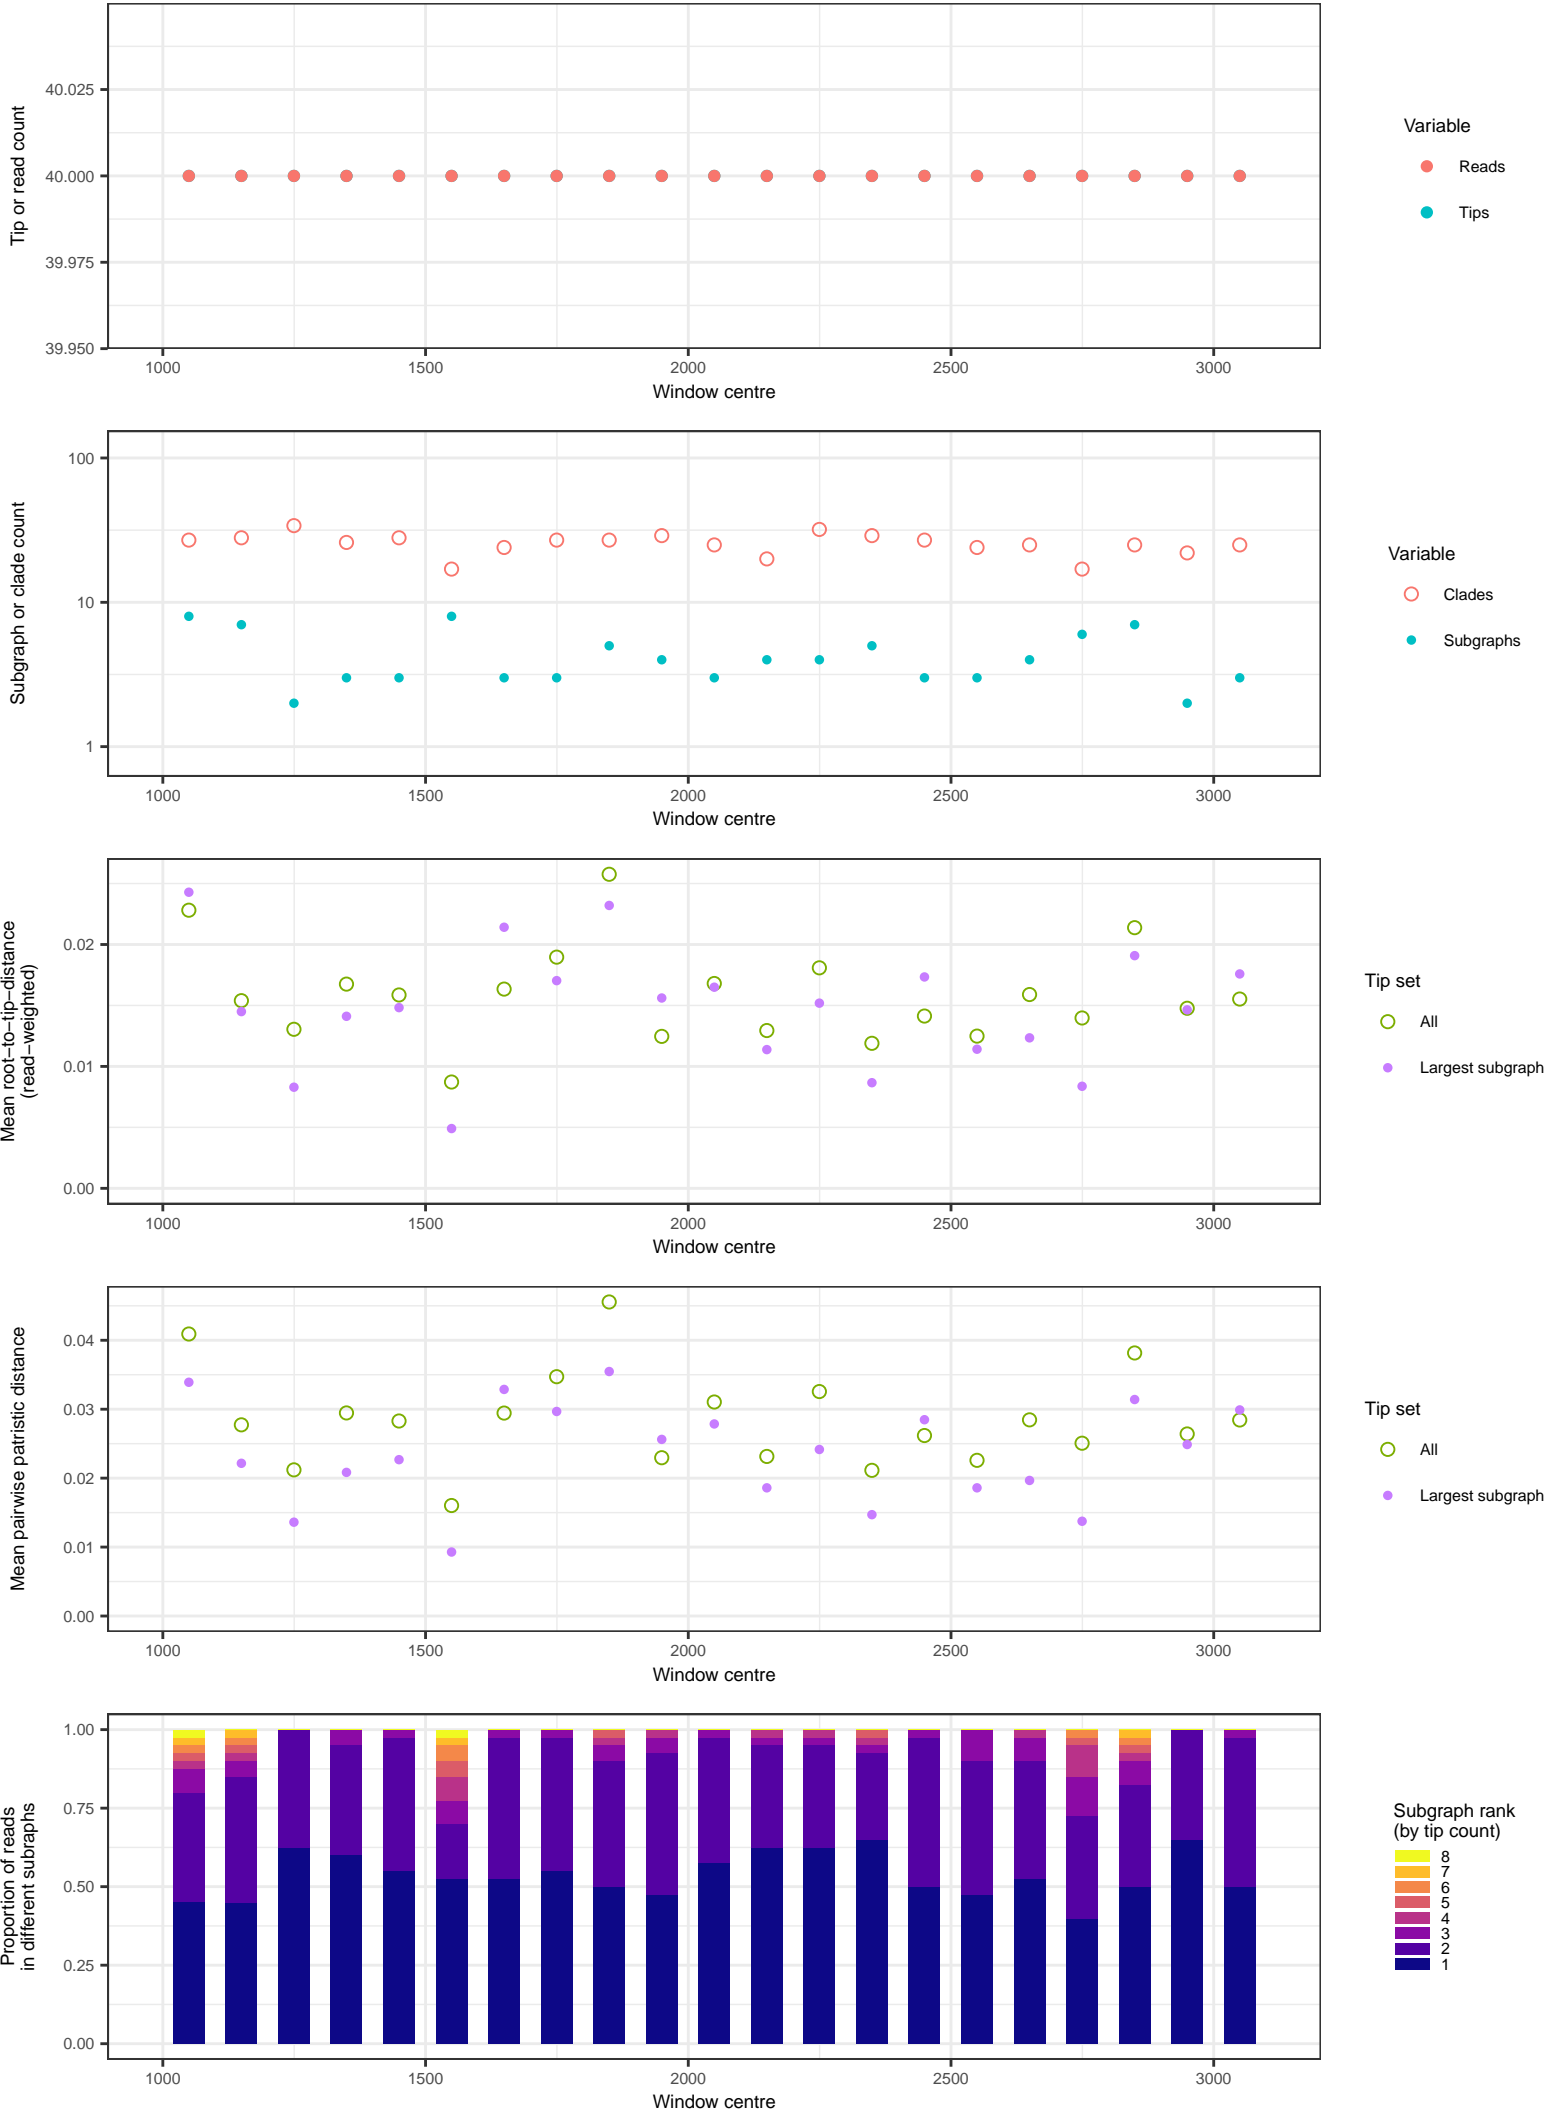 Tip or read count
40.025
40.000
39.975
39.950
1000 1500 2000 2500 3000
Window centre
Variable
Reads
Tips
Subgraph or clade count
100
10
1
1000 1500 2000 2500 3000
Window centre
Variable
Clades
Subgraphs
Mean root−to−tip−distance
(read−weighted)
0.02
0.01
0.00
1000 1500 2000 2500 3000
Window centre
Tip set
All
Largest subgraph
Mean pairwise patristic distance
0.04
0.03
0.02
0.01
0.00
1000 1500 2000 2500 3000
Window centre
Tip set
All
Largest subgraph
Proportion of reads
in different subraphs
1.00
0.75
0.50
0.25
0.00
1000 1500 2000 2500 3000
Window centre
Subgraph rank
(by tip count)
8
7
6
5
4
3
2
1